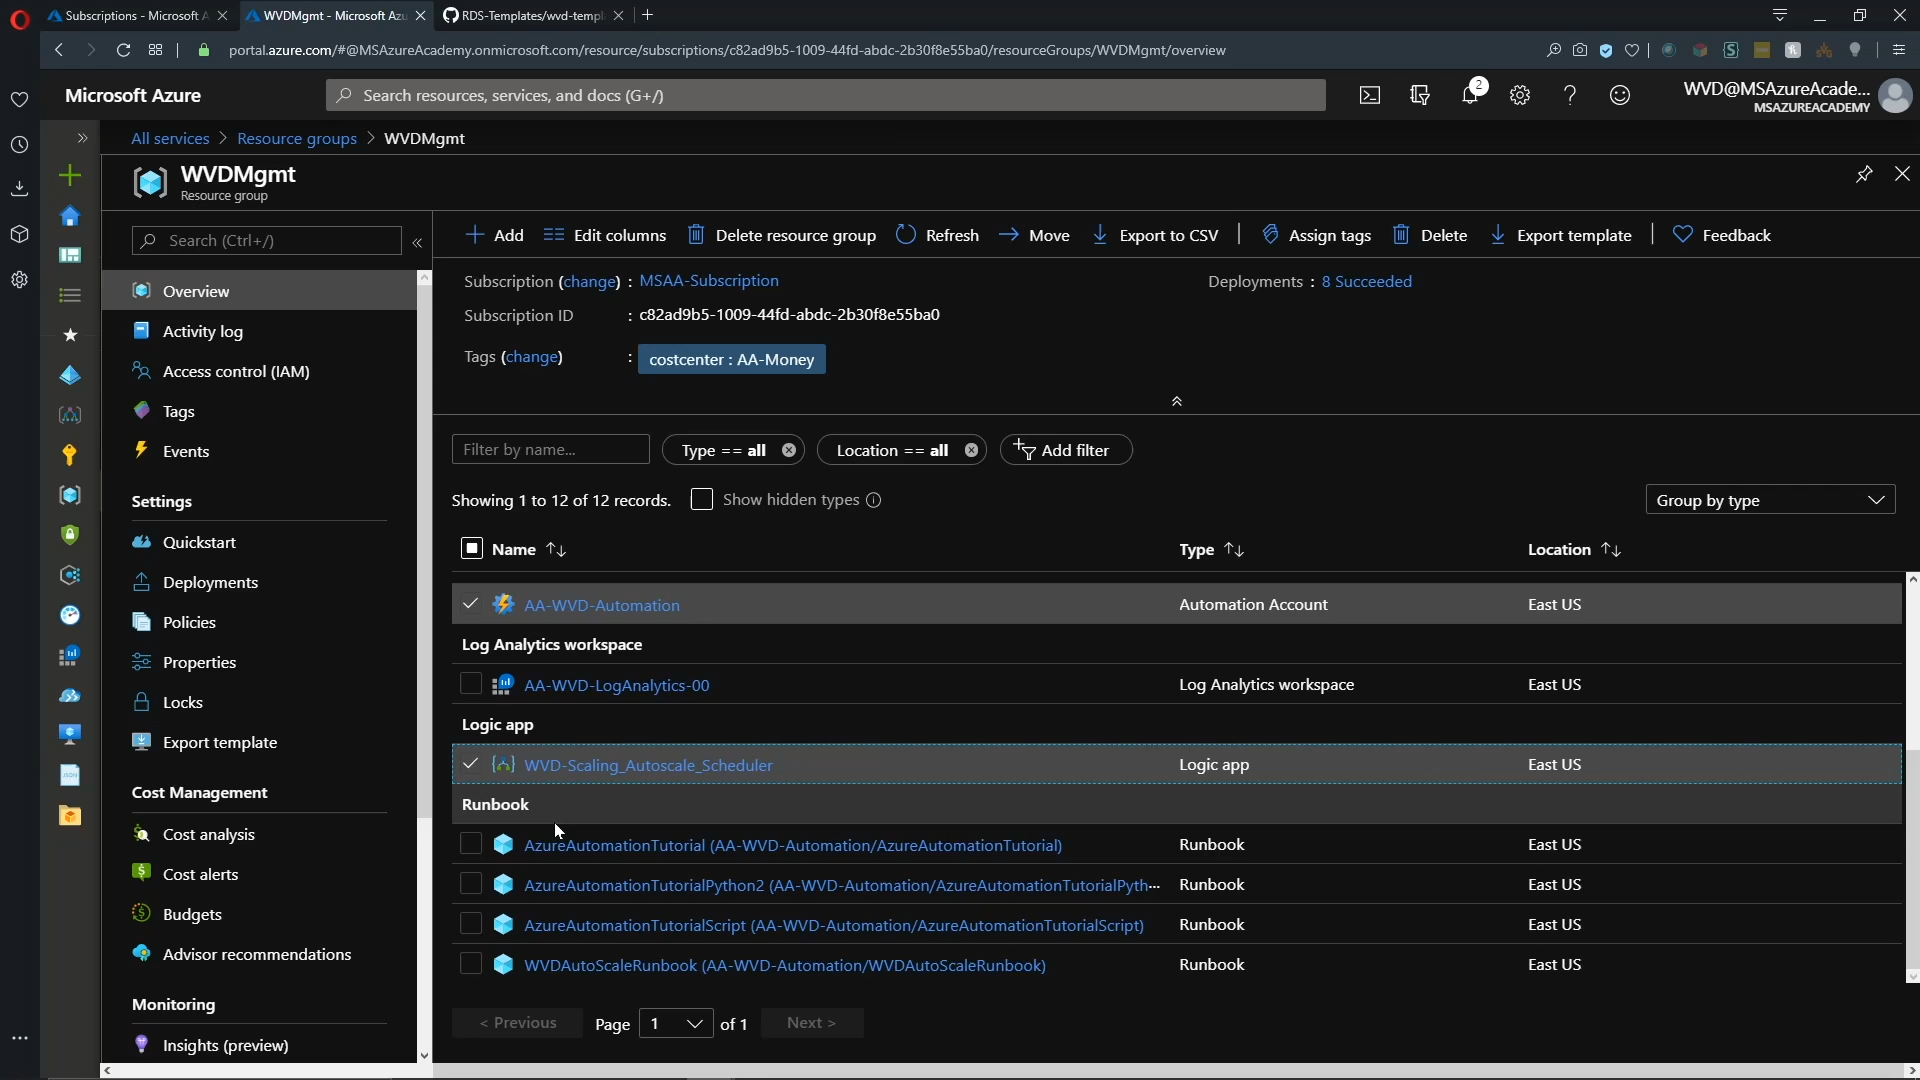 Subscriptions - Microsoft A
WVDMgmt - Microsoft Azu
RDS-Templates/wvd-templ
portal.azure.com/#@MSAzureAcademy.onmicrosoft.com/resource/subscriptions/c82ad9b5-1009-44fd-abdc-2b30f8e55ba0/resourceGroups/WVDMgmt/overview
Microsoft Azure
Search resources, services, and docs (G+/)
2
WVD@MSAzureAcade...
MSAZUREACADEMY
All services > Resource groups > WVDMgmt
WVDMgmt
Resource group
Search (Ctrl+/)
Add
Edit columns
Delete resource group
Refresh
Move
Export to CSV
Assign tags
Delete
Export template
Feedback
Overview
Activity log
Access control (IAM)
Tags
Events
Settings
Quickstart
Deployments
Policies
Properties
Locks
Export template
Cost Management
Cost analysis
Cost alerts
Budgets
Advisor recommendations
Monitoring
Insights (preview)
Subscription (change) : MSAA-Subscription
Deployments : 8 Succeeded
Subscription ID : c82ad9b5-1009-44fd-abdc-2b30f8e55ba0
Tags (change) : costcenter : AA-Money
Filter by name...
Type == all
Location == all
Add filter
Showing 1 to 12 of 12 records.
Show hidden types
Group by type
Name Type Location
AA-WVD-Automation Automation Account East US
Log Analytics workspace
AA-WVD-LogAnalytics-00 Log Analytics workspace East US
Logic app
WVD-Scaling_Autoscale_Scheduler Logic app East US
Runbook
AzureAutomationTutorial (AA-WVD-Automation/AzureAutomationTutorial) Runbook East US
AzureAutomationTutorialPython2 (AA-WVD-Automation/AzureAutomationTutorialPyth... Runbook East US
AzureAutomationTutorialScript (AA-WVD-Automation/AzureAutomationTutorialScript) Runbook East US
WVDAutoScaleRunbook (AA-WVD-Automation/WVDAutoScaleRunbook) Runbook East US
< Previous Page 1 of 1 Next >